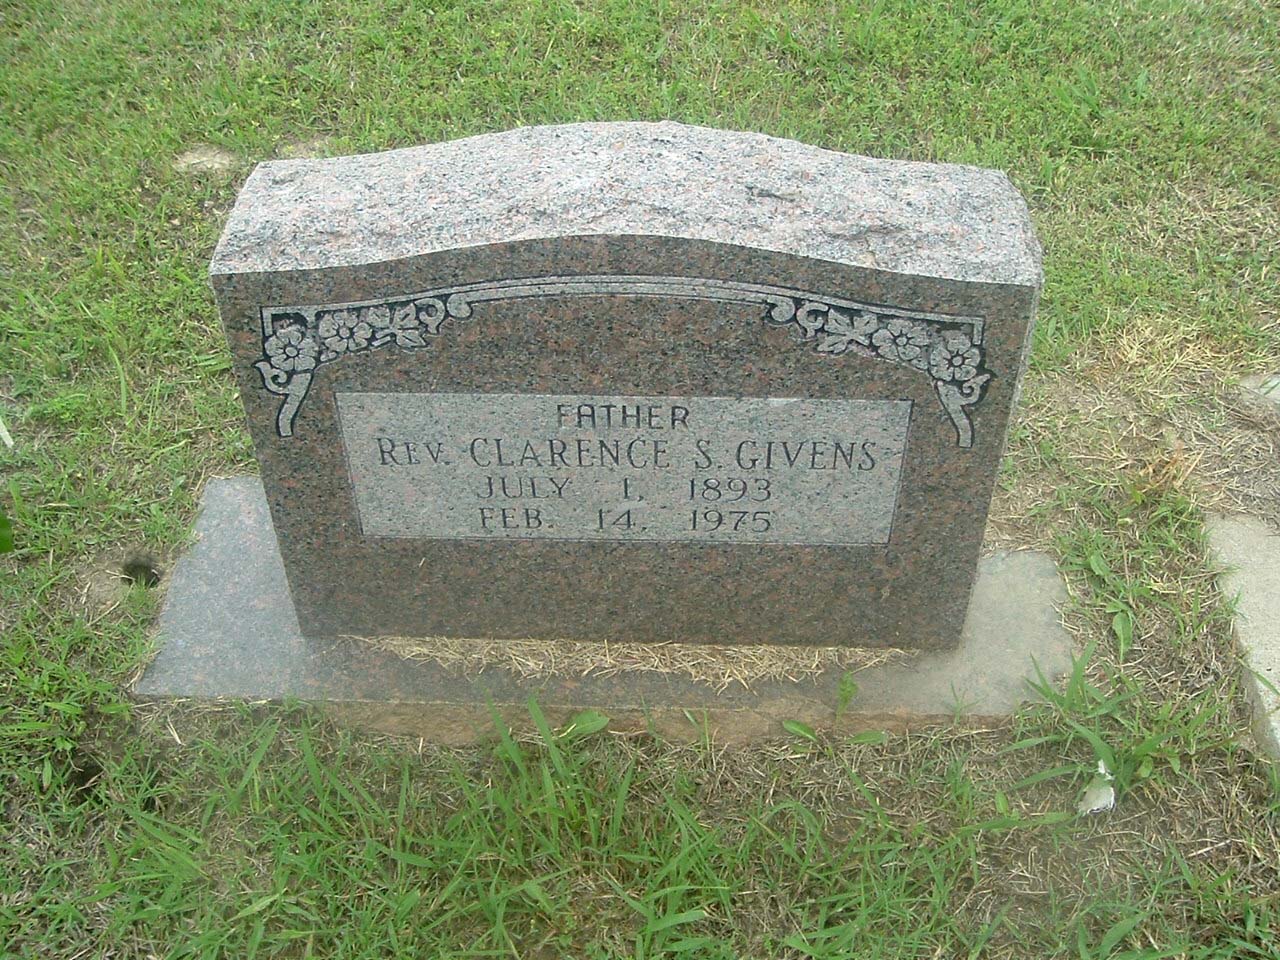 FATHER
REV. CLARENCE S. GIVENS
JULY 1, 1893
FEB. 14, 1975